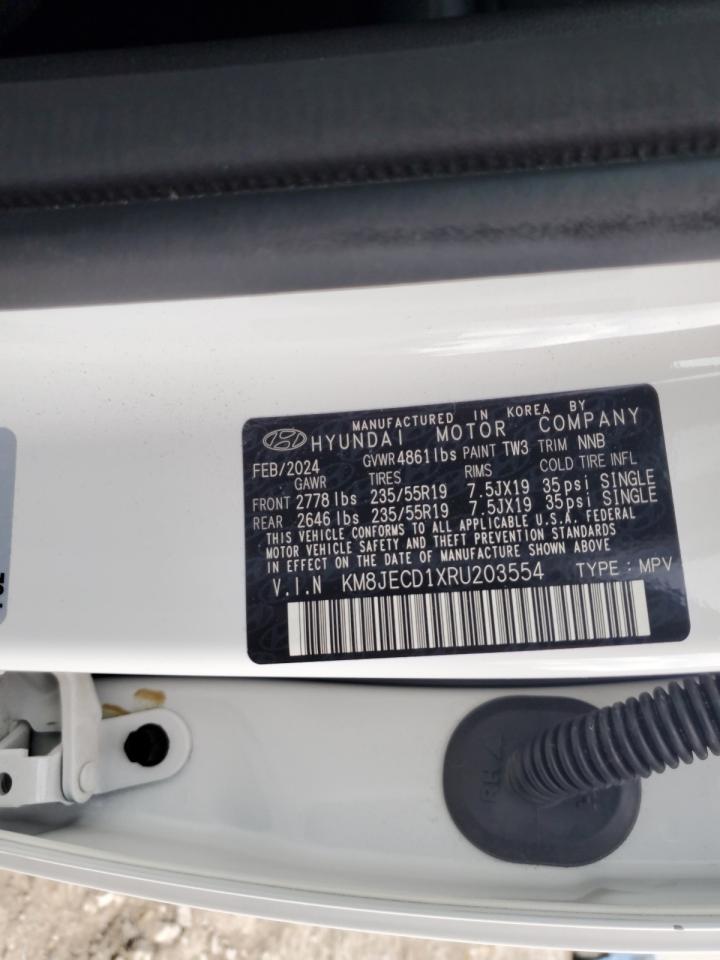 MANUFACTURED IN KOREA BY
HYUNDAI MOTOR COMPANY
FEB/2024 GVWR 4861 lbs PAINT TW3 TRIM NNB
GAWR TIRES RIMS COLD TIRE INFL
FRONT 2778 lbs 235/55R19 7.5JX19 35psi SINGLE
REAR 2646 lbs 235/55R19 7.5JX19 35psi SINGLE
THIS VEHICLE CONFORMS TO ALL APPLICABLE U.S.A. FEDERAL
MOTOR VEHICLE SAFETY AND THEFT PREVENTION STANDARDS
IN EFFECT ON THE DATE OF MANUFACTURE SHOWN ABOVE
V.I.N KM8JECD1XRU203554 TYPE : MPV
RH